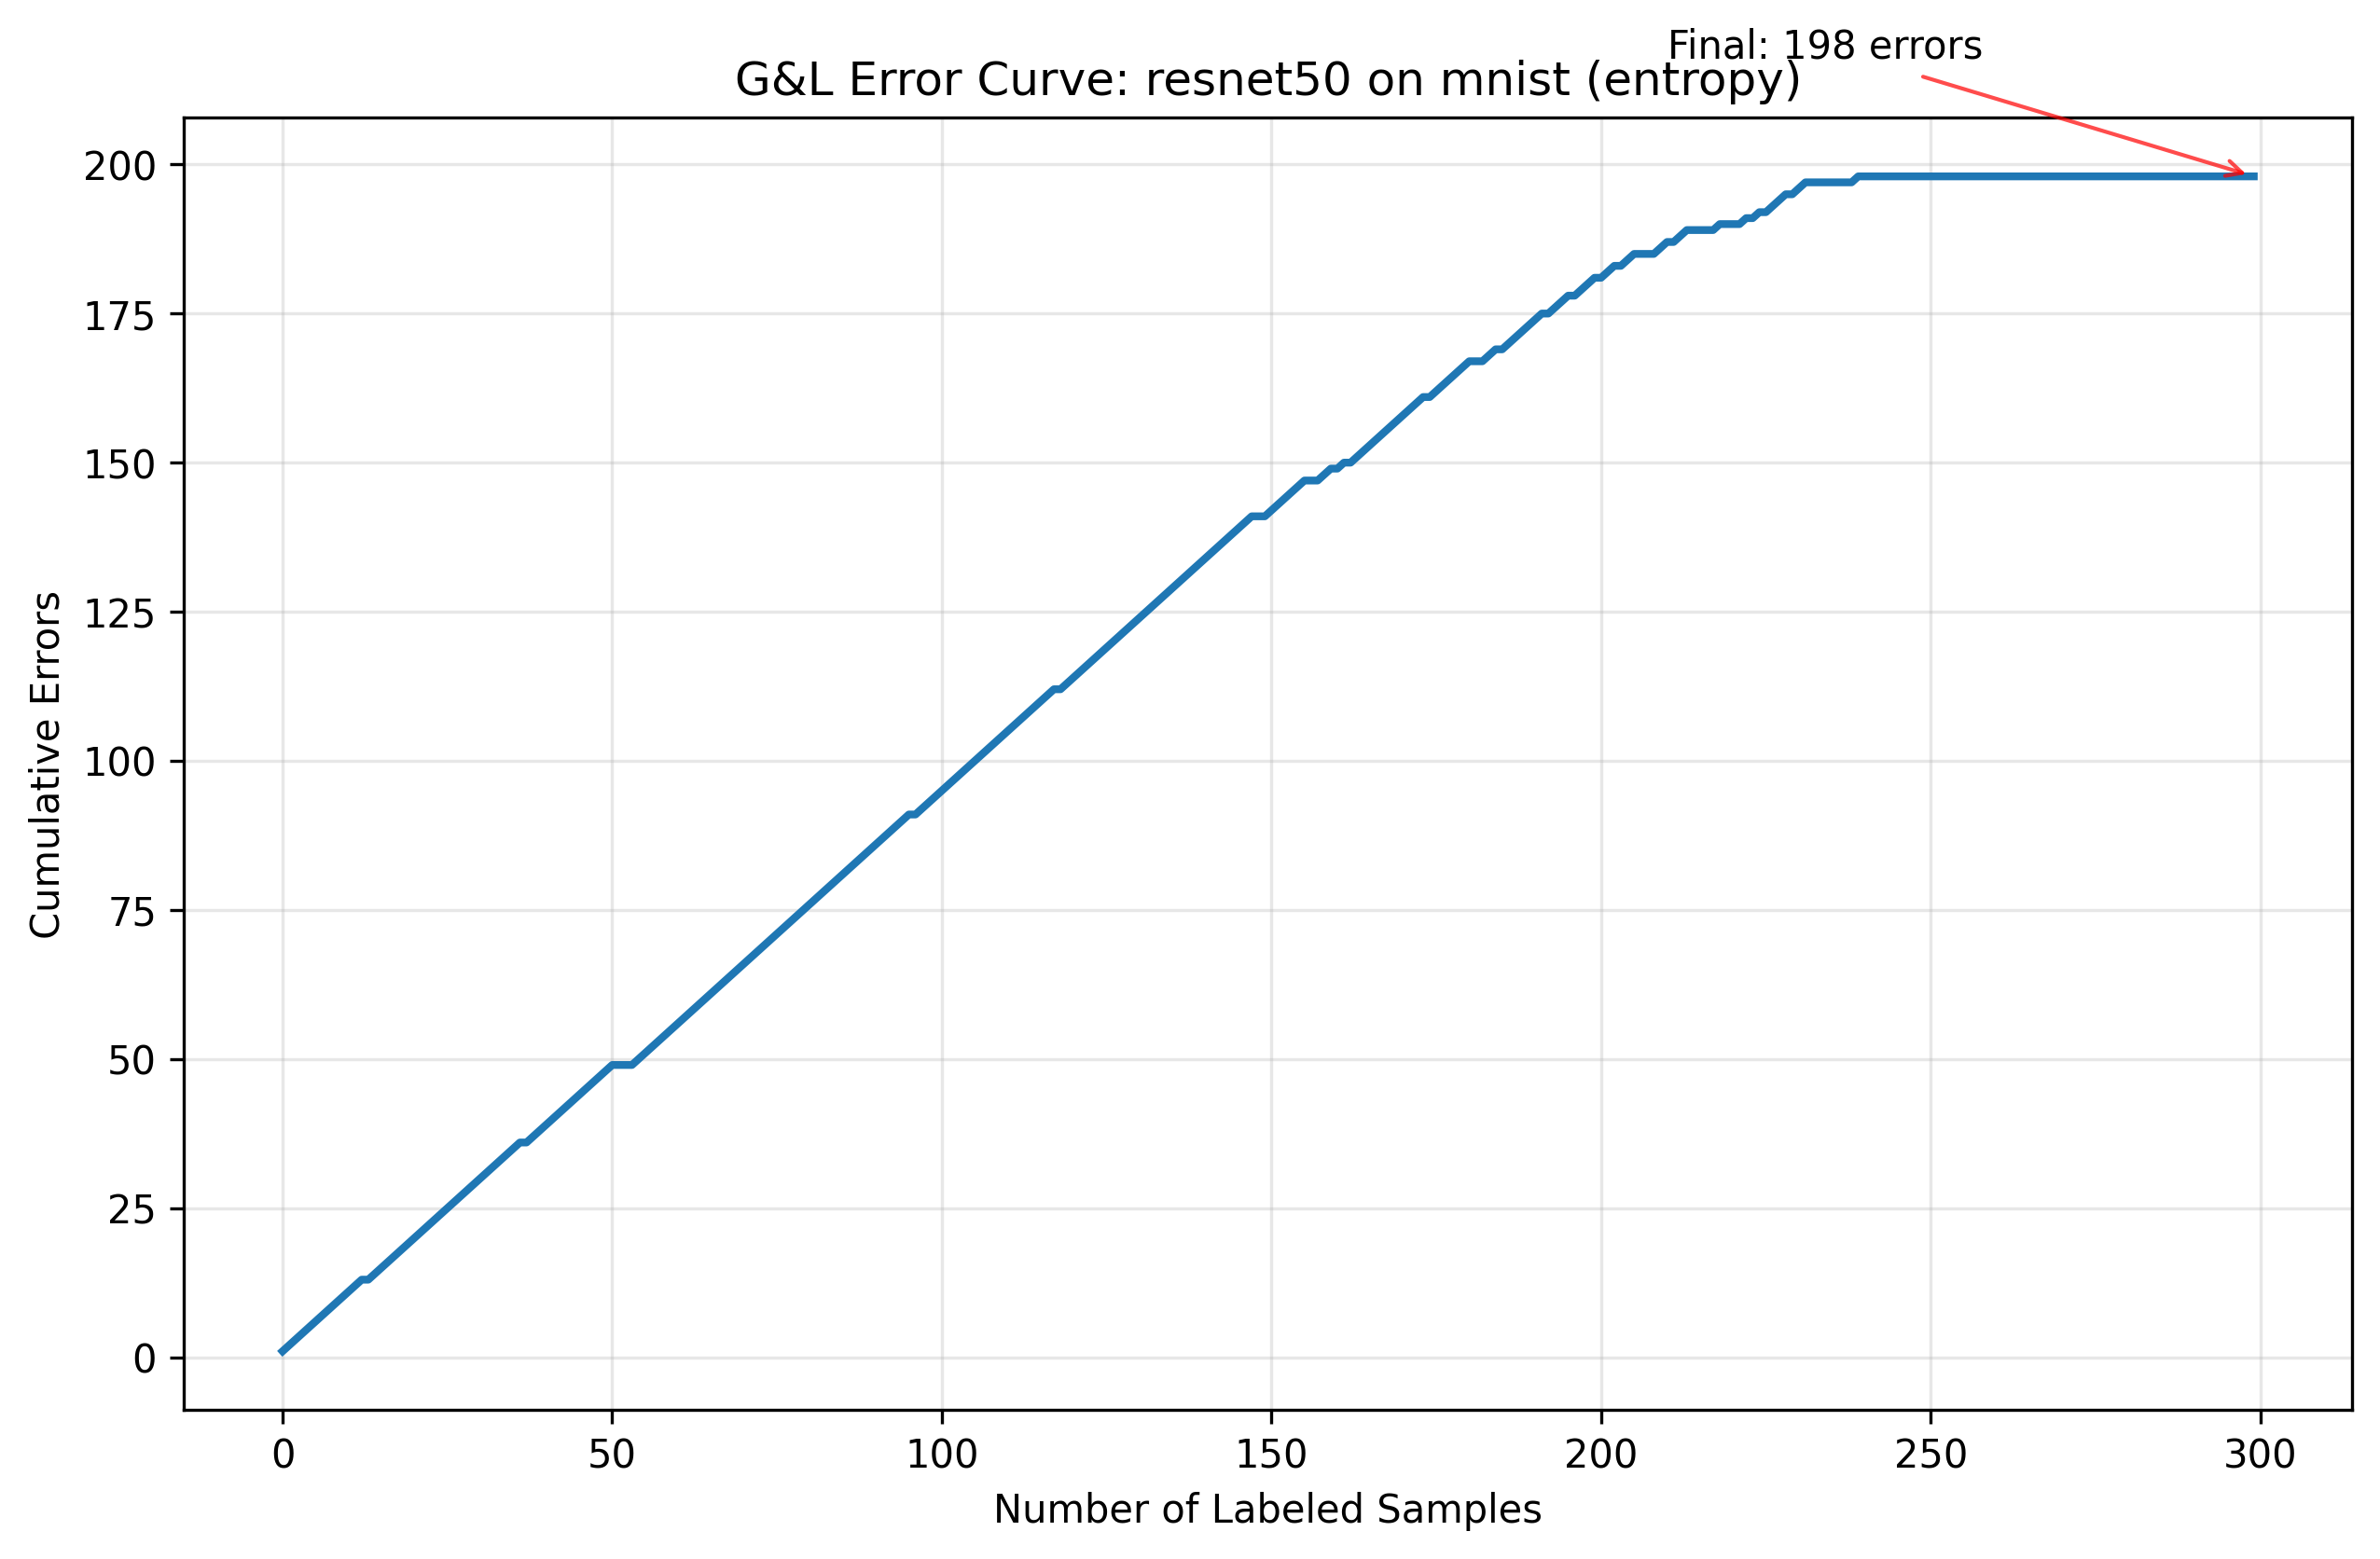 Final: 198 errors
G&L Error Curve: resnet50 on mnist (entropy)
200
175
150
125
100
75
50
25
0
Cumulative Errors
0 50 100 150 200 250 300
Number of Labeled Samples